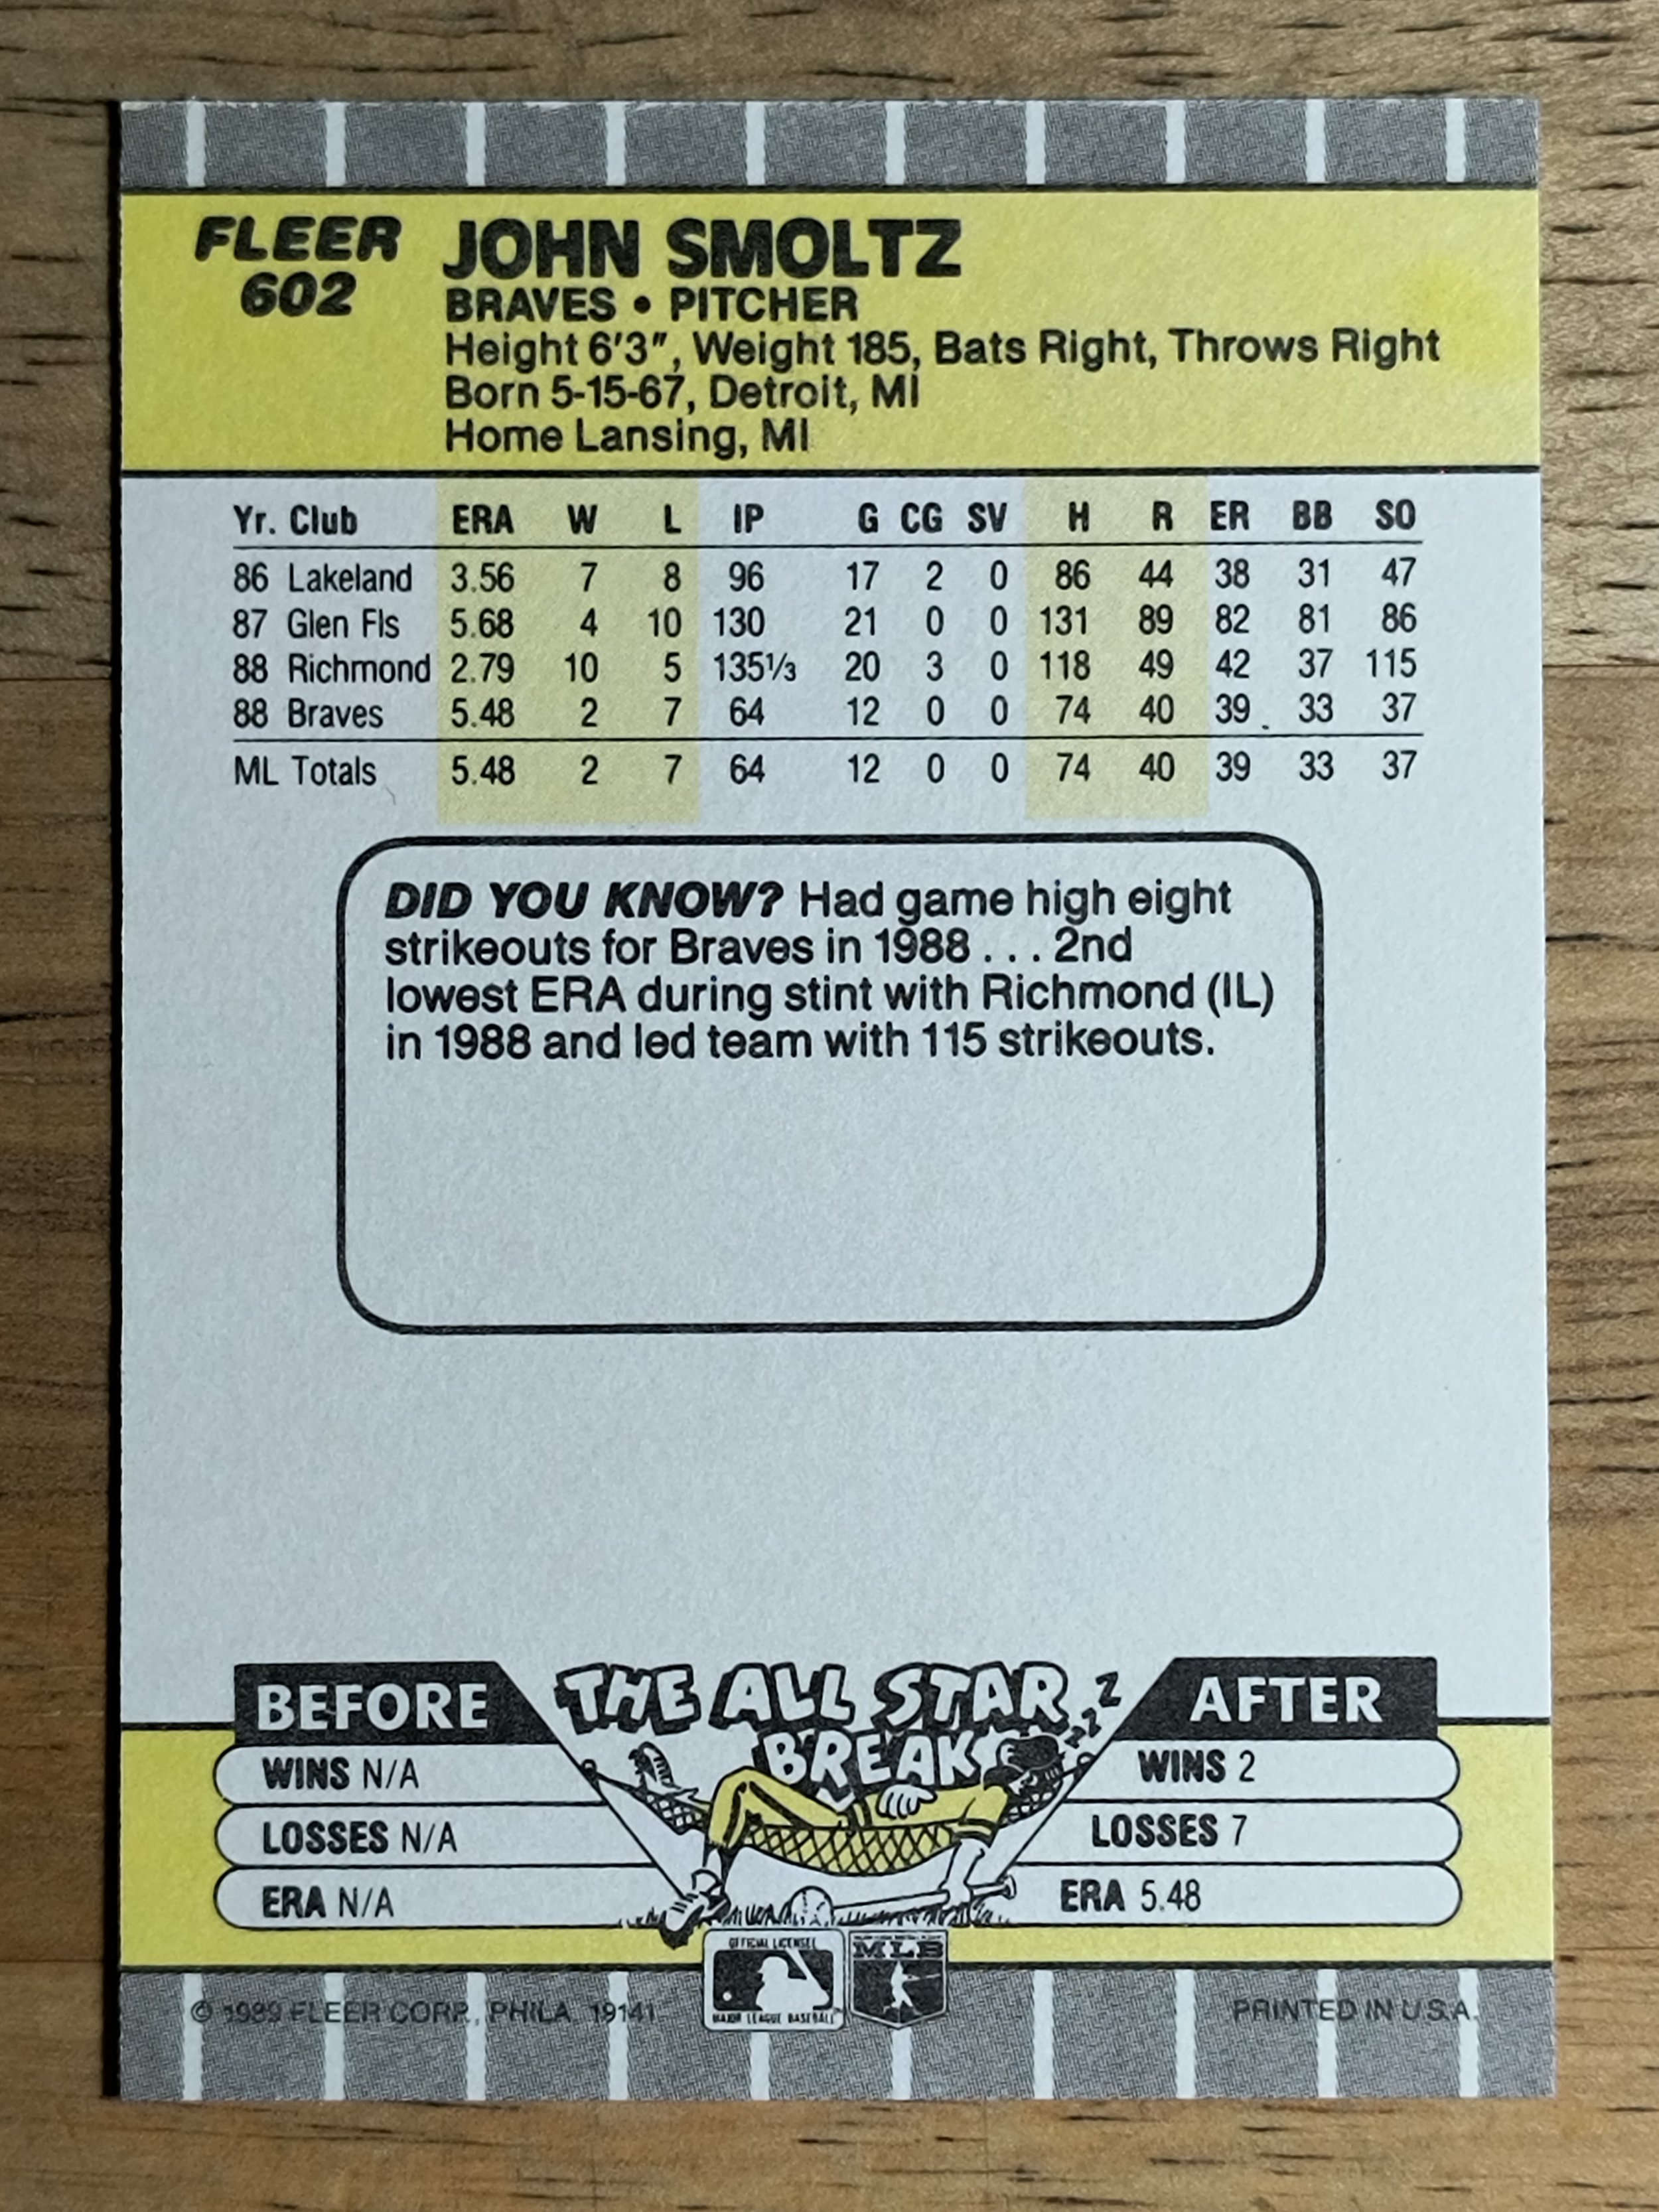 FLEER
602
JOHN SMOLTZ
BRAVES • PITCHER
Height 6'3", Weight 185, Bats Right, Throws Right
Born 5-15-67, Detroit, MI
Home Lansing, MI
Yr. Club ERA W L IP G CG SV H R ER BB SO
86 Lakeland 3.56 7 8 96 17 2 0 86 44 38 31 47
87 Glen Fls 5.68 4 10 130 21 0 0 131 89 82 81 86
88 Richmond 2.79 10 5 135⅓ 20 3 0 118 49 42 37 115
88 Braves 5.48 2 7 64 12 0 0 74 40 39 33 37
ML Totals 5.48 2 7 64 12 0 0 74 40 39 33 37
DID YOU KNOW? Had game high eight
strikeouts for Braves in 1988 . . . 2nd
lowest ERA during stint with Richmond (IL)
in 1988 and led team with 115 strikeouts.
THE ALL STAR
BREAK
ZZZZ
BEFORE
WINS N/A
LOSSES N/A
ERA N/A
AFTER
WINS 2
LOSSES 7
ERA 5.48
OFFICIAL LICENSEE
MAJOR LEAGUE BASEBALL
MLB
© 1989 FLEER CORP., PHILA. 19141
PRINTED IN U.S.A.